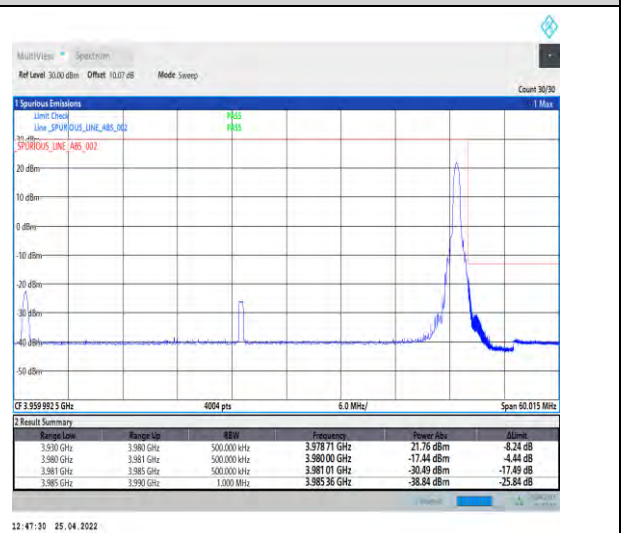 MultiView Spectrum
Ref Level 30.00 dBm Offset 10.07 dB Mode Sweep
Count 30/30
1 Spurious Emissions 1 Max
Limit Check PASS
Line _SPURIOUS_LINE_ABS_002 PASS
30 dBm
_SPURIOUS_LINE_ABS_002
20 dBm
10 dBm
0 dBm
-10 dBm
-20 dBm
-30 dBm
-40 dBm
-50 dBm
CF 3.959 992 5 GHz 4004 pts 6.0 MHz/ Span 60.015 MHz
2 Result Summary
Range Low Range Up RBW Frequency Power Abs ΔLimit
3.930 GHz 3.980 GHz 500.000 kHz 3.978 71 GHz 21.76 dBm -8.24 dB
3.980 GHz 3.981 GHz 500.000 kHz 3.980 00 GHz -17.44 dBm -4.44 dB
3.981 GHz 3.985 GHz 500.000 kHz 3.981 01 GHz -30.49 dBm -17.49 dB
3.985 GHz 3.990 GHz 1.000 MHz 3.985 36 GHz -38.84 dBm -25.84 dB
12:47:30 25.04.2022